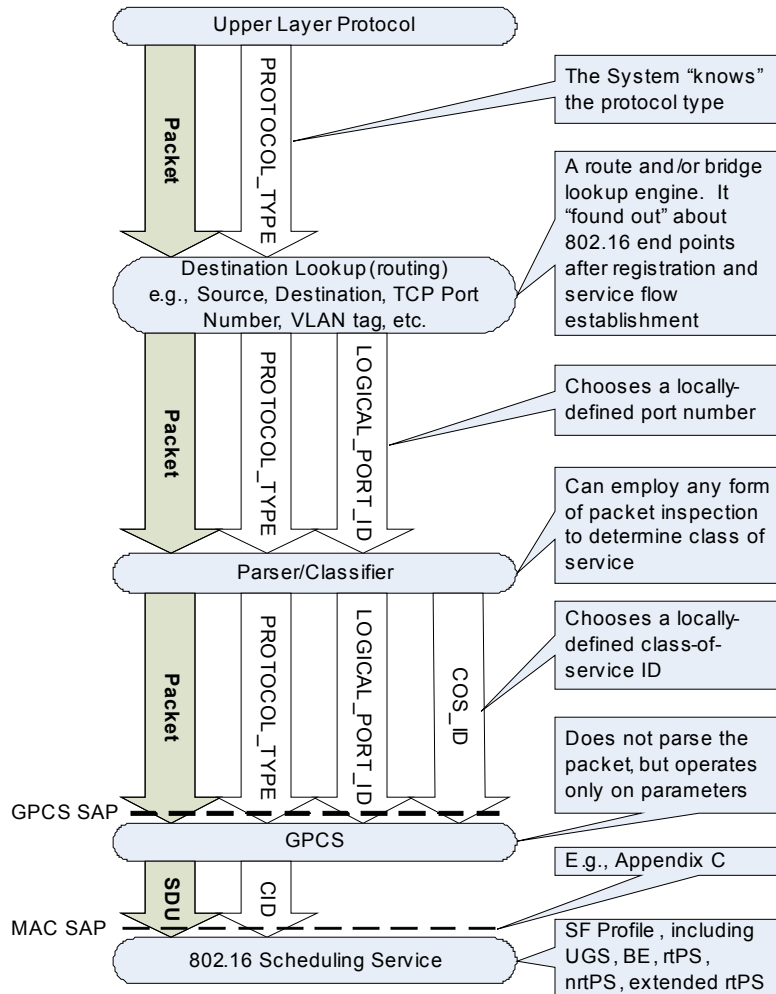 Upper Layer Protocol
Packet
PROTOCOL_TYPE
The System “knows”
the protocol type
A route and/or bridge
lookup engine. It
“found out” about
802.16 end points
after registration and
service flow
establishment
Destination Lookup (routing)
e.g., Source, Destination, TCP Port
Number, VLAN tag, etc.
Packet
PROTOCOL_TYPE
LOGICAL_PORT_ID
Chooses a locally-
defined port number
Can employ any form
of packet inspection
to determine class of
service
Parser/Classifier
Packet
PROTOCOL_TYPE
LOGICAL_PORT_ID
COS_ID
Chooses a locally-
defined class-of-
service ID
Does not parse the
packet, but operates
only on parameters
GPCS SAP
GPCS
SDU
CID
E.g., Appendix C
MAC SAP
802.16 Scheduling Service
SF Profile, including
UGS, BE, rtPS,
nrtPS, extended rtPS